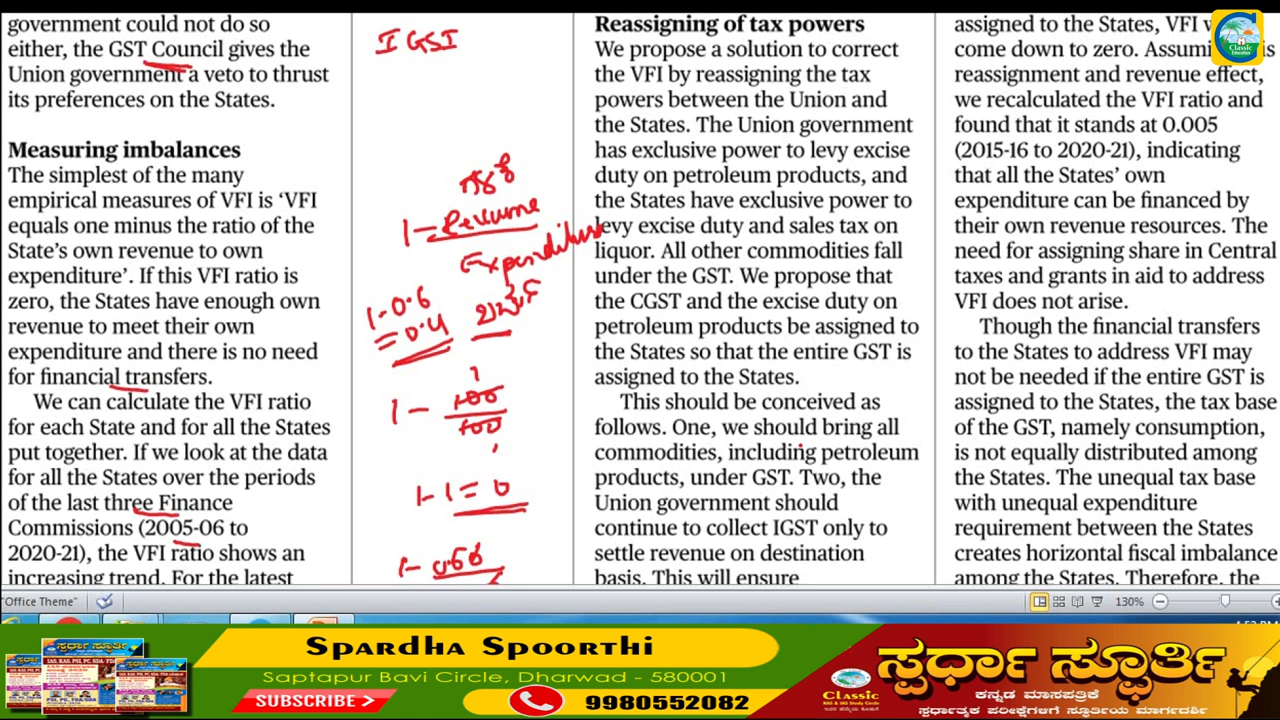 government could not do so
either, the GST Council gives the
Union government a veto to thrust
its preferences on the States.
Measuring imbalances
The simplest of the many
empirical measures of VFI is ‘VFI
equals one minus the ratio of the
State’s own revenue to own
expenditure’. If this VFI ratio is
zero, the States have enough own
revenue to meet their own
expenditure and there is no need
for financial transfers.
We can calculate the VFI ratio
for each State and for all the States
put together. If we look at the data
for all the States over the periods
of the last three Finance
Commissions (2005-06 to
2020-21), the VFI ratio shows an
increasing trend. For the latest
IGST
1 - Revenue
Expenditure
1-0.6
=0.4
ಖರ್ಚು
1
1 - 100
100
1
1-1=0
Reassigning of tax powers
We propose a solution to correct
the VFI by reassigning the tax
powers between the Union and
the States. The Union government
has exclusive power to levy excise
duty on petroleum products, and
the States have exclusive power to
levy excise duty and sales tax on
liquor. All other commodities fall
under the GST. We propose that
the CGST and the excise duty on
petroleum products be assigned to
the States so that the entire GST is
assigned to the States.
This should be conceived as
follows. One, we should bring all
commodities, including petroleum
products, under GST. Two, the
Union government should
continue to collect IGST only to
settle revenue on destination
basis. This will ensure
assigned to the States, VFI
come down to zero.
reassignment and revenue effect,
we recalculated the VFI ratio and
found that it stands at 0.005
(2015-16 to 2020-21), indicating
that all the States’ own
expenditure can be financed by
their own revenue resources. The
need for assigning share in Central
taxes and grants in aid to address
VFI does not arise.
Though the financial transfers
to the States to address VFI may
not be needed if the entire GST is
assigned to the States, the tax base
of the GST, namely consumption,
is not equally distributed among
the States. The unequal tax base
with unequal expenditure
requirement between the States
creates horizontal fiscal imbalance
among the States. Therefore, the
Classic
"Office Theme"
130%
Spardha Spoorthi
Saptapur Bavi Circle, Dharwad - 580001
SUBSCRIBE
9980552082
ಸ್ಪರ್ಧಾ ಸ್ಫೂರ್ತಿ
ಕನ್ನಡ ಮಾಸಪತ್ರಿಕೆ
ಸ್ಪರ್ಧಾತ್ಮಕ ಪರೀಕ್ಷೆಗಳಿಗೆ ಸ್ಫೂರ್ತಿಯ ಮಾರ್ಗದರ್ಶಿ
Classic